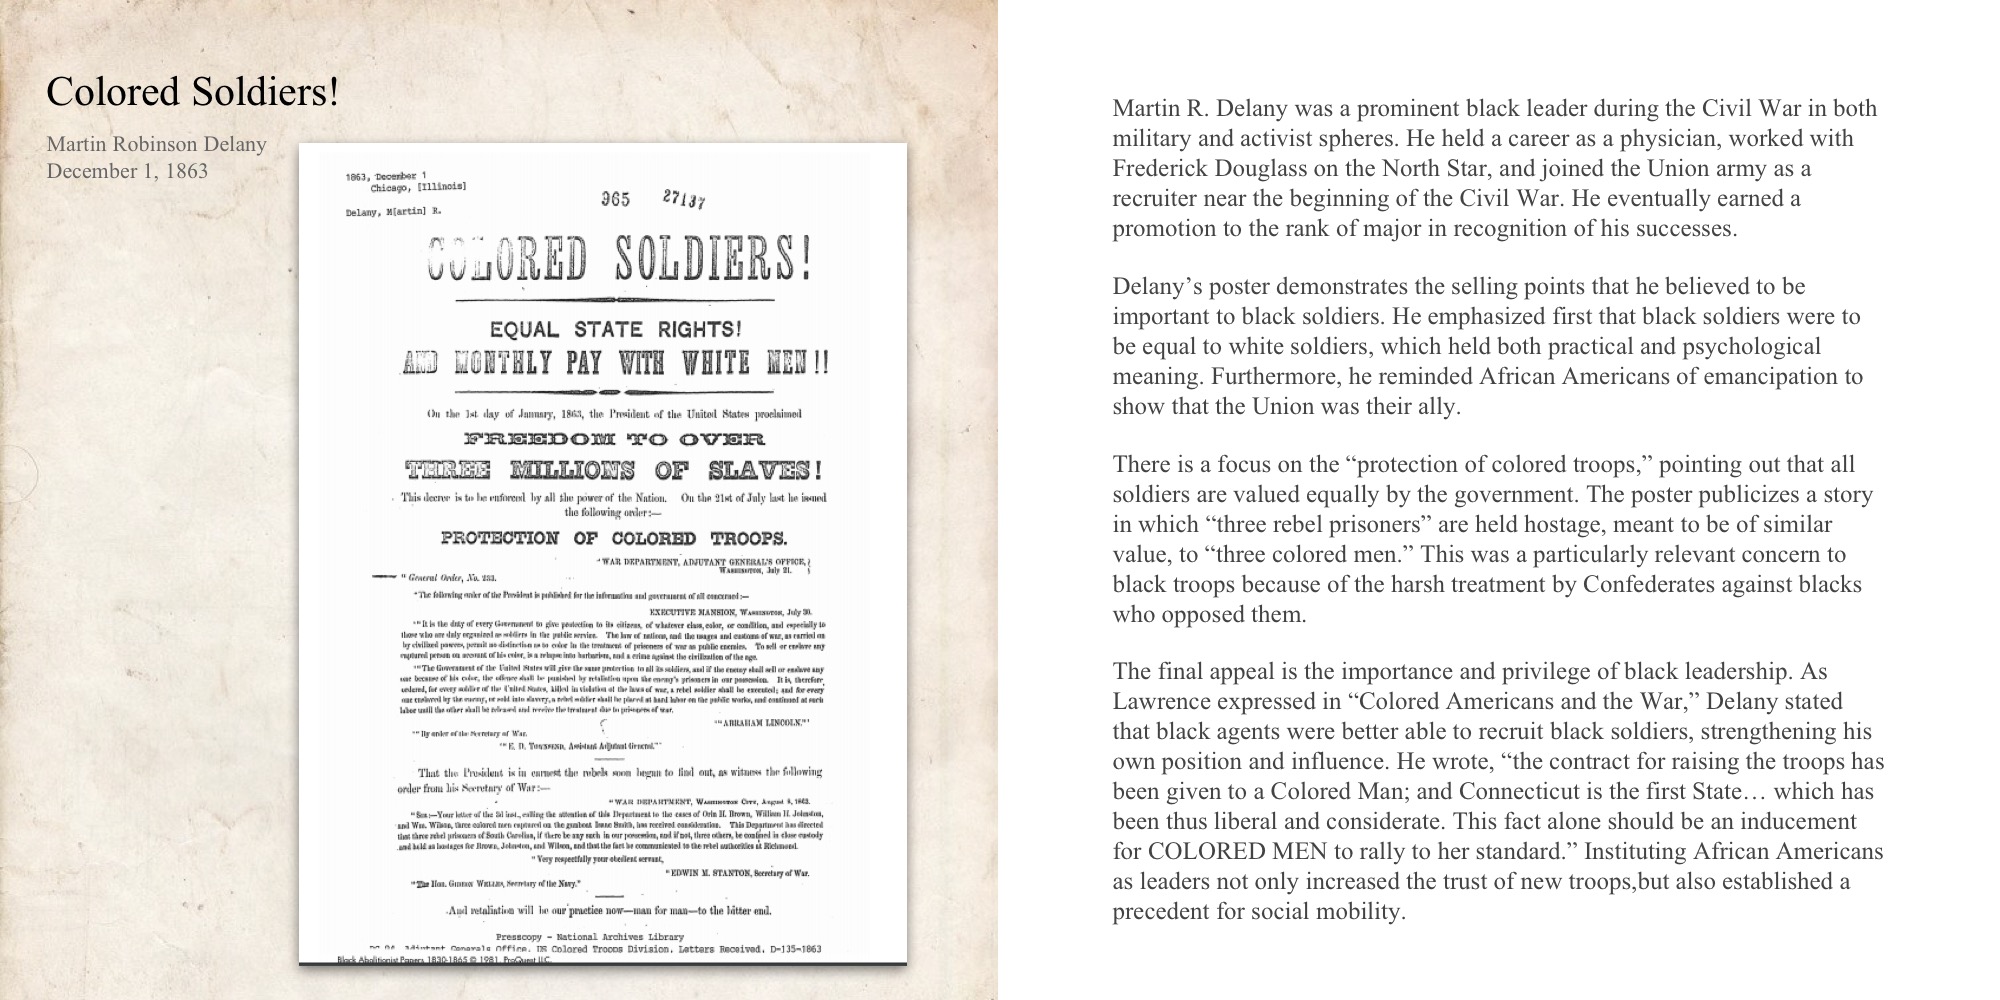 Colored Soldiers!
Martin Robinson Delany
December 1, 1863
1863, December 1
Chicago, [Illinois]
965 27137
Delany, M[artin] R.
COLORED SOLDIERS!
EQUAL STATE RIGHTS!
AND MONTHLY PAY WITH WHITE MEN!!
On the 1st day of January, 1863, the President of the United States proclaimed
FREEDOM TO OVER
THREE MILLIONS OF SLAVES!
This decree is to be enforced by all the power of the Nation. On the 21st of July last he issued
the following order:—
PROTECTION OF COLORED TROOPS.
"WAR DEPARTMENT, ADJUTANT GENERAL'S OFFICE,
WASHINGTON, July 21.
"General Order, No. 233.
"The following order of the President is published for the information and government of all concerned:—
EXECUTIVE MANSION, WASHINGTON, July 30.
"'It is the duty of every Government to give protection to its citizens, of whatever class, color, or condition, and especially to
those who are duly organized as soldiers in the public service. The law of nations, and the usages and customs of war, as carried on
by civilized powers, permit no distinction as to color in the treatment of prisoners of war as public enemies. To sell or enslave any
captured person on account of his color, is a relapse into barbarism, and a crime against the civilization of the age.
"'The Government of the United States will give the same protection to all its soldiers, and if the enemy shall sell or enslave any
one because of his color, the offence shall be punished by retaliation upon the enemy's prisoners in our possession. It is, therefore,
ordered, for every soldier of the United States, killed in violation of the laws of war, a rebel soldier shall be executed; and for every
one enslaved by the enemy, or sold into slavery, a rebel soldier shall be placed at hard labor on the public works, and continued at such
labor until the other shall be released and receive the treatment due to prisoners of war.
"'ABRAHAM LINCOLN.'"
"'By order of the Secretary of War.
"'E. D. TOWNSEND, Assistant Adjutant General.'"
That the President is in earnest the rebels soon began to find out, as witness the following
order from his Secretary of War:—
"WAR DEPARTMENT, WASHINGTON CITY, August 8, 1863.
"SIR:—Your letter of the 3d inst., calling the attention of this Department to the cases of Orin H. Brown, William H. Johnston,
and Wm. Wilson, three colored men captured on the gunboat Isaac Smith, has received consideration. This Department has directed
that three rebel prisoners of South Carolina, if there be any such in our possession, and if not, three others, be confined in close custody
and held as hostages for Brown, Johnston, and Wilson, and that the fact be communicated to the rebel authorities at Richmond.
"Very respectfully your obedient servant,
"EDWIN M. STANTON, Secretary of War.
"The Hon. GIDEON WELLES, Secretary of the Navy."
And retaliation will be our practice now—man for man—to the bitter end.
Presscopy - National Archives Library
Adjutant Generals Office, US Colored Troops Division, Letters Received, D-135-1863
Black Abolitionist Papers 1830-1865 © 1981, ProQuest LLC.
Martin R. Delany was a prominent black leader during the Civil War in both
military and activist spheres. He held a career as a physician, worked with
Frederick Douglass on the North Star, and joined the Union army as a
recruiter near the beginning of the Civil War. He eventually earned a
promotion to the rank of major in recognition of his successes.
Delany’s poster demonstrates the selling points that he believed to be
important to black soldiers. He emphasized first that black soldiers were to
be equal to white soldiers, which held both practical and psychological
meaning. Furthermore, he reminded African Americans of emancipation to
show that the Union was their ally.
There is a focus on the “protection of colored troops,” pointing out that all
soldiers are valued equally by the government. The poster publicizes a story
in which “three rebel prisoners” are held hostage, meant to be of similar
value, to “three colored men.” This was a particularly relevant concern to
black troops because of the harsh treatment by Confederates against blacks
who opposed them.
The final appeal is the importance and privilege of black leadership. As
Lawrence expressed in “Colored Americans and the War,” Delany stated
that black agents were better able to recruit black soldiers, strengthening his
own position and influence. He wrote, “the contract for raising the troops has
been given to a Colored Man; and Connecticut is the first State… which has
been thus liberal and considerate. This fact alone should be an inducement
for COLORED MEN to rally to her standard.” Instituting African Americans
as leaders not only increased the trust of new troops,but also established a
precedent for social mobility.